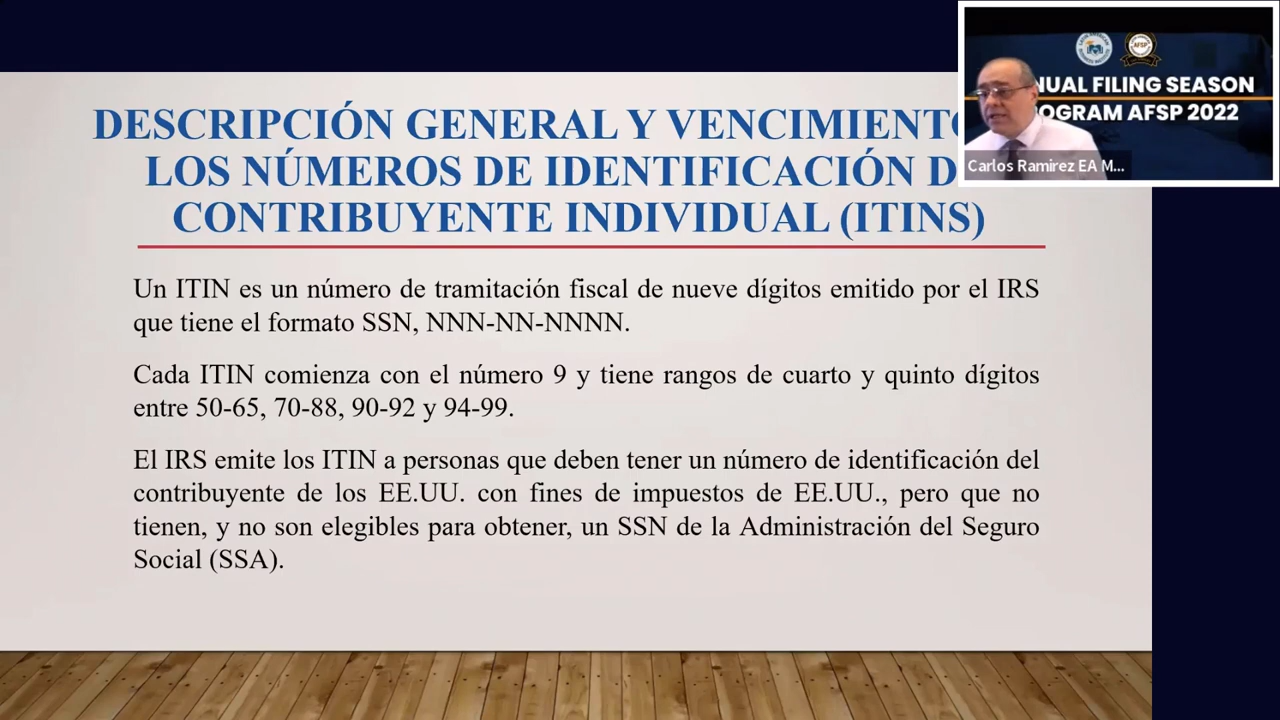 DESCRIPCIÓN GENERAL Y
LOS NÚMEROS DE IDENTIFICACIÓN
CONTRIBUYENTE INDIVIDUAL (ITINS)
Un ITIN es un número de tramitación fiscal de nueve dígitos emitido por el IRS
que tiene el formato SSN, NNN-NN-NNNN.
Cada ITIN comienza con el número 9 y tiene rangos de cuarto y quinto dígitos
entre 50-65, 70-88, 90-92 y 94-99.
El IRS emite los ITIN a personas que deben tener un número de identificación del
contribuyente de los EE.UU. con fines de impuestos de EE.UU., pero que no
tienen, y no son elegibles para obtener, un SSN de la Administración del Seguro
Social (SSA).
AFSP
FILING SEASON
AFSP 2022
Carlos Ramirez EA M...